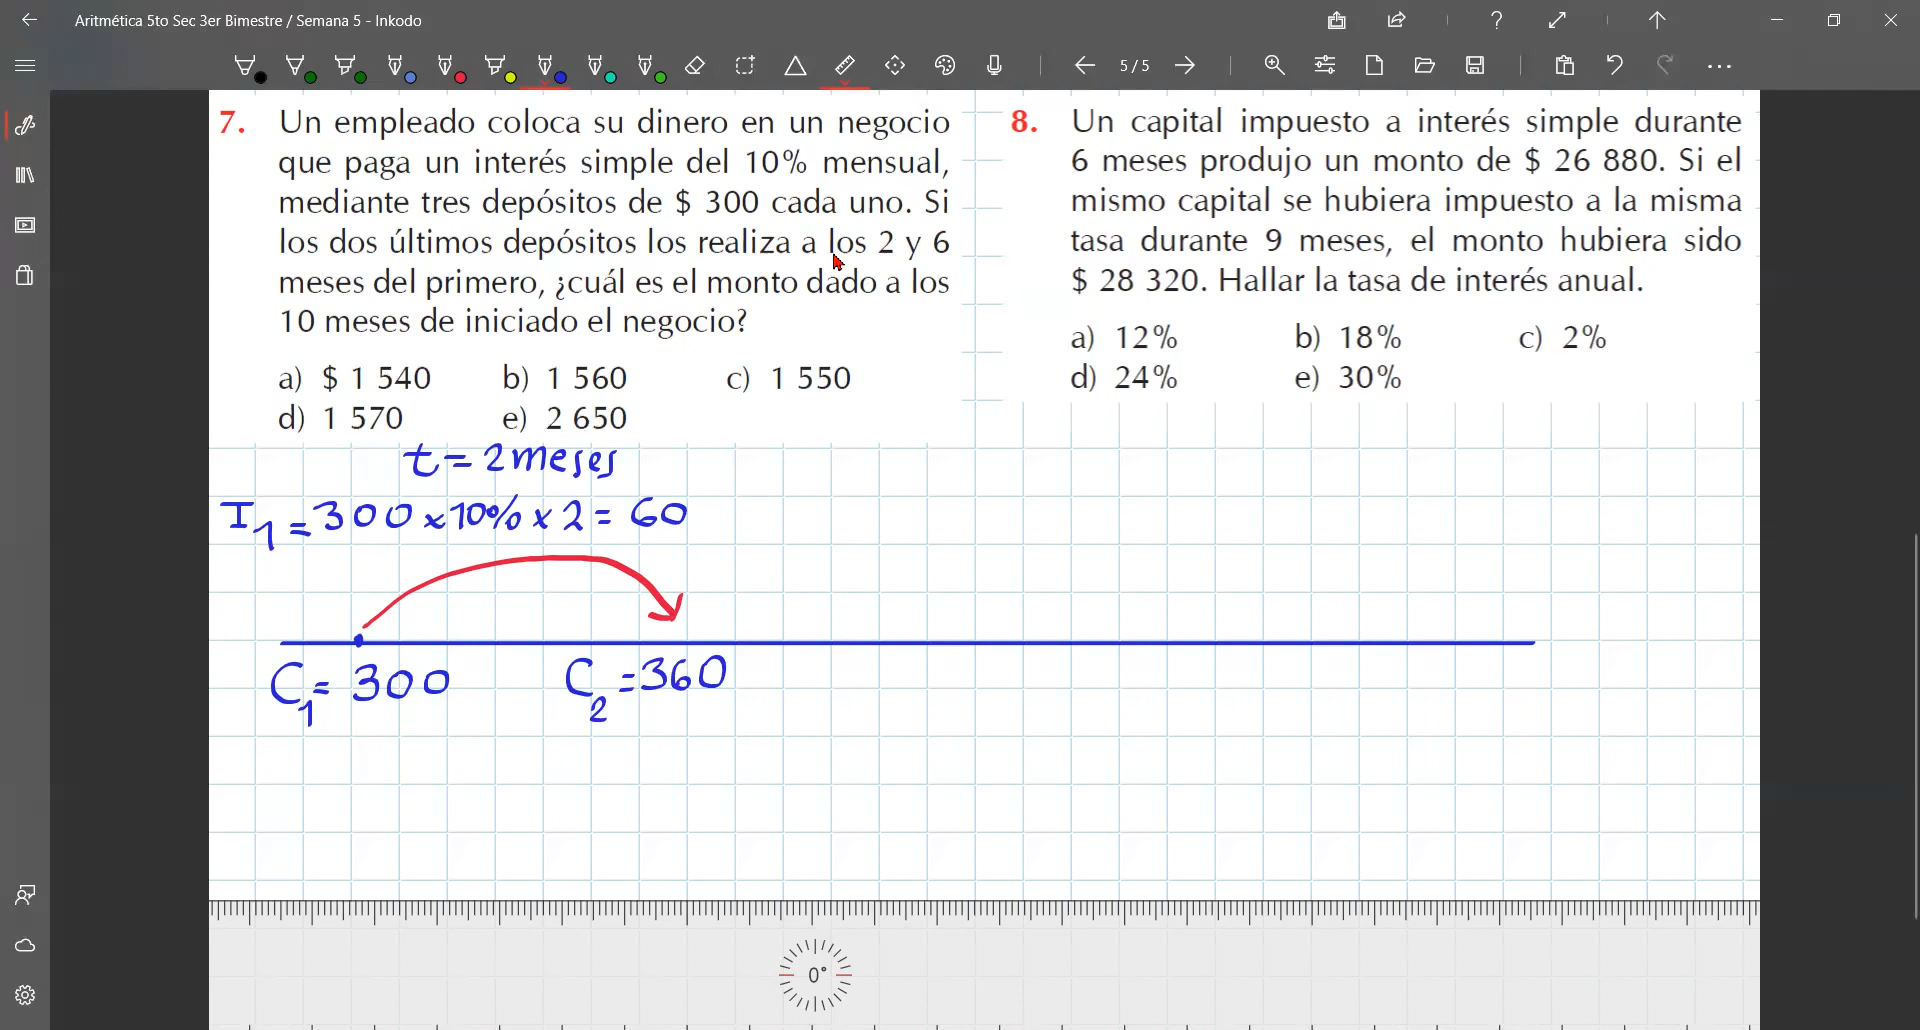 Aritmética 5to Sec 3er Bimestre / Semana 5 - Inkodo
5 / 5
7. Un empleado coloca su dinero en un negocio
que paga un interés simple del 10% mensual,
mediante tres depósitos de $ 300 cada uno. Si
los dos últimos depósitos los realiza a los 2 y 6
meses del primero, ¿cuál es el monto dado a los
10 meses de iniciado el negocio?
a) $ 1 540 b) 1 560 c) 1 550
d) 1 570 e) 2 650
t = 2 meses
I1 = 300 x 10% x 2 = 60
C1 = 300 C2 = 360
8. Un capital impuesto a interés simple durante
6 meses produjo un monto de $ 26 880. Si el
mismo capital se hubiera impuesto a la misma
tasa durante 9 meses, el monto hubiera sido
$ 28 320. Hallar la tasa de interés anual.
a) 12% b) 18% c) 2%
d) 24% e) 30%
0°